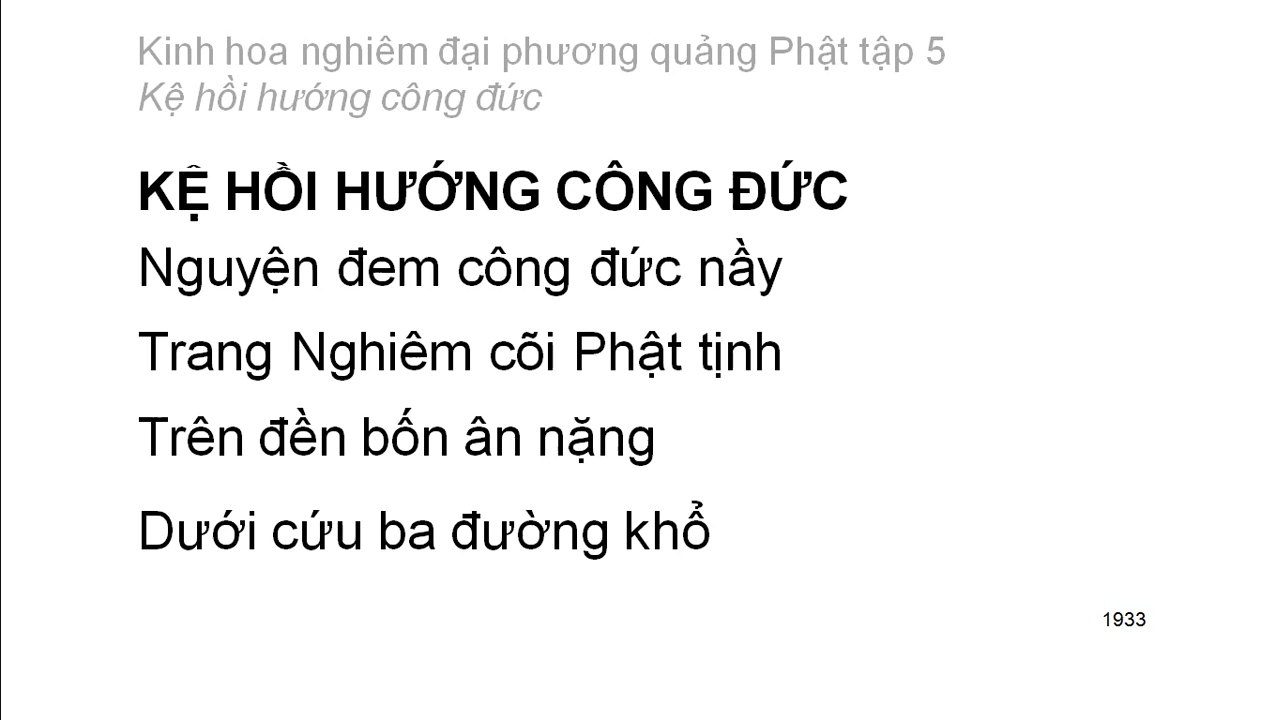 Kinh hoa nghiêm đại phương quảng Phật tập 5
Kệ hồi hướng công đức
KỆ HỒI HƯỚNG CÔNG ĐỨC
Nguyện đem công đức nầy
Trang Nghiêm cõi Phật tịnh
Trên đền bốn ân nặng
Dưới cứu ba đường khổ
1933